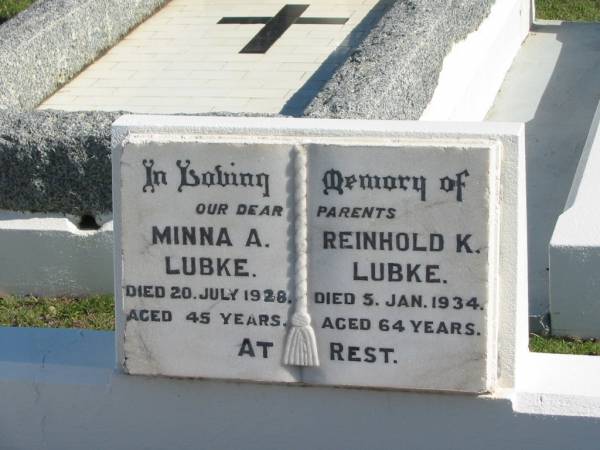 In Loving Memory of
OUR DEAR PARENTS
MINNA A.
LUBKE.
DIED 20. JULY 1928.
AGED 45 YEARS.
REINHOLD K.
LUBKE.
DIED 5. JAN. 1934.
AGED 64 YEARS.
AT REST.